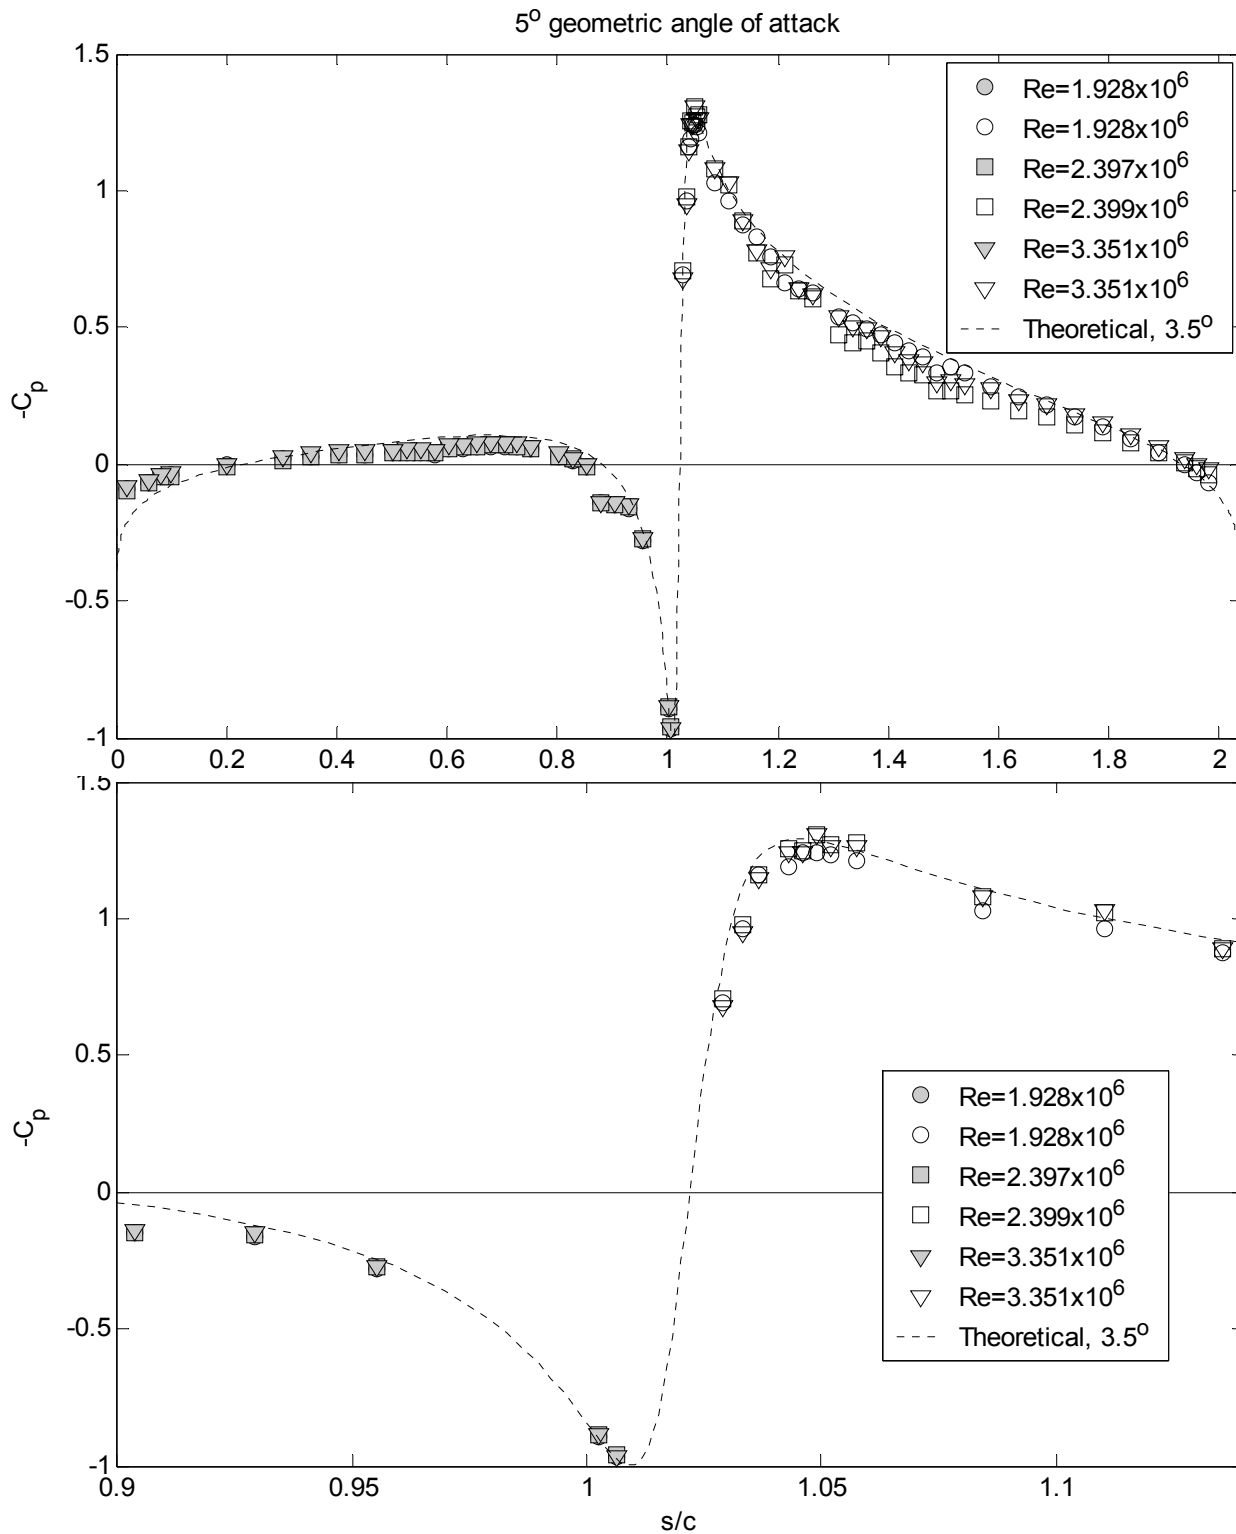 5° geometric angle of attack
1.5
1
0.5
0
-0.5
-1
-Cp
Re=1.928x10⁶
Re=1.928x10⁶
Re=2.397x10⁶
Re=2.399x10⁶
Re=3.351x10⁶
Re=3.351x10⁶
Theoretical, 3.5°
0 0.2 0.4 0.6 0.8 1 1.2 1.4 1.6 1.8 2
1.5
1
0.5
0
-0.5
-1
-Cp
Re=1.928x10⁶
Re=1.928x10⁶
Re=2.397x10⁶
Re=2.399x10⁶
Re=3.351x10⁶
Re=3.351x10⁶
Theoretical, 3.5°
0.9 0.95 1 1.05 1.1
s/c